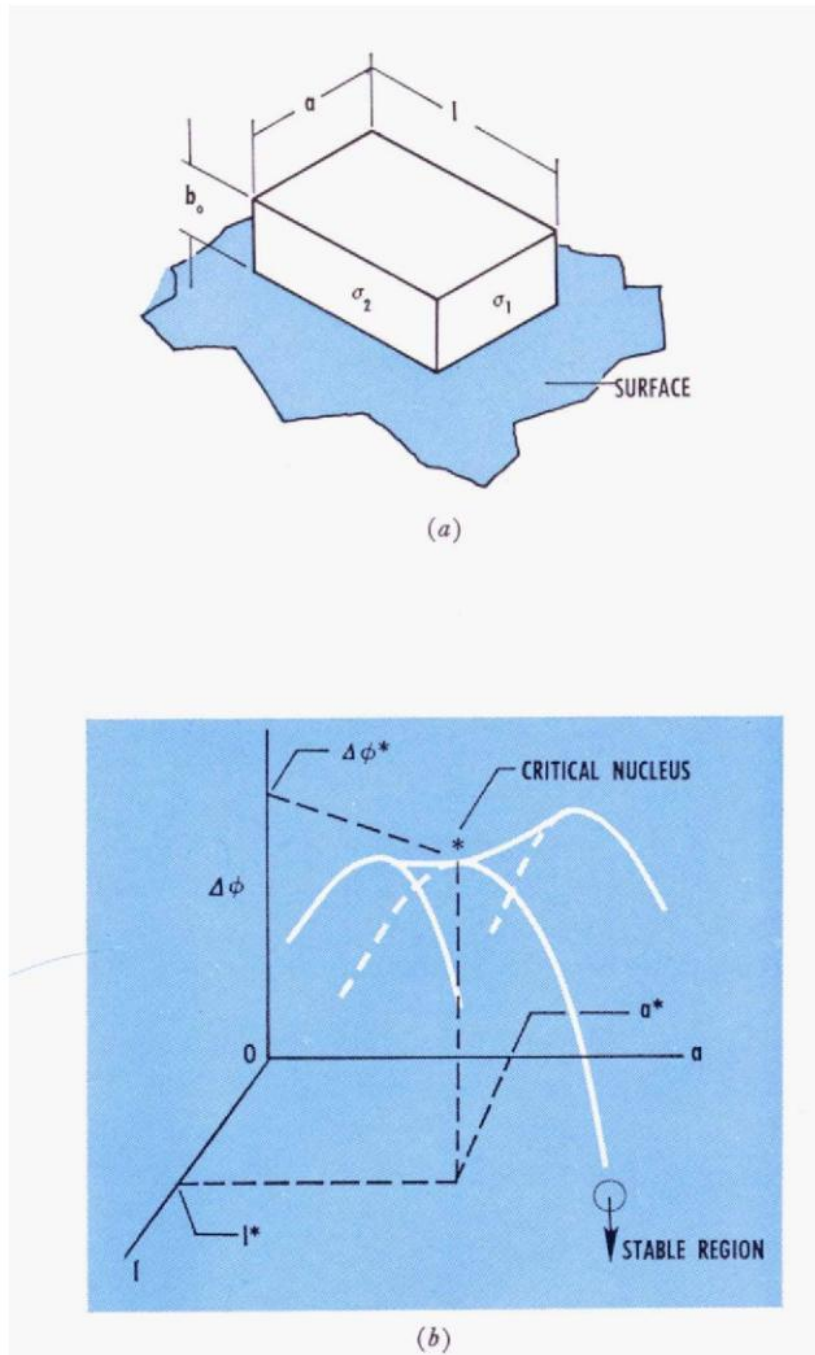 a
l
b₀
σ₂
σ₁
SURFACE
(a)
Δϕ*
CRITICAL NUCLEUS
*
Δϕ
a*
0
a
l*
l
STABLE REGION
(b)